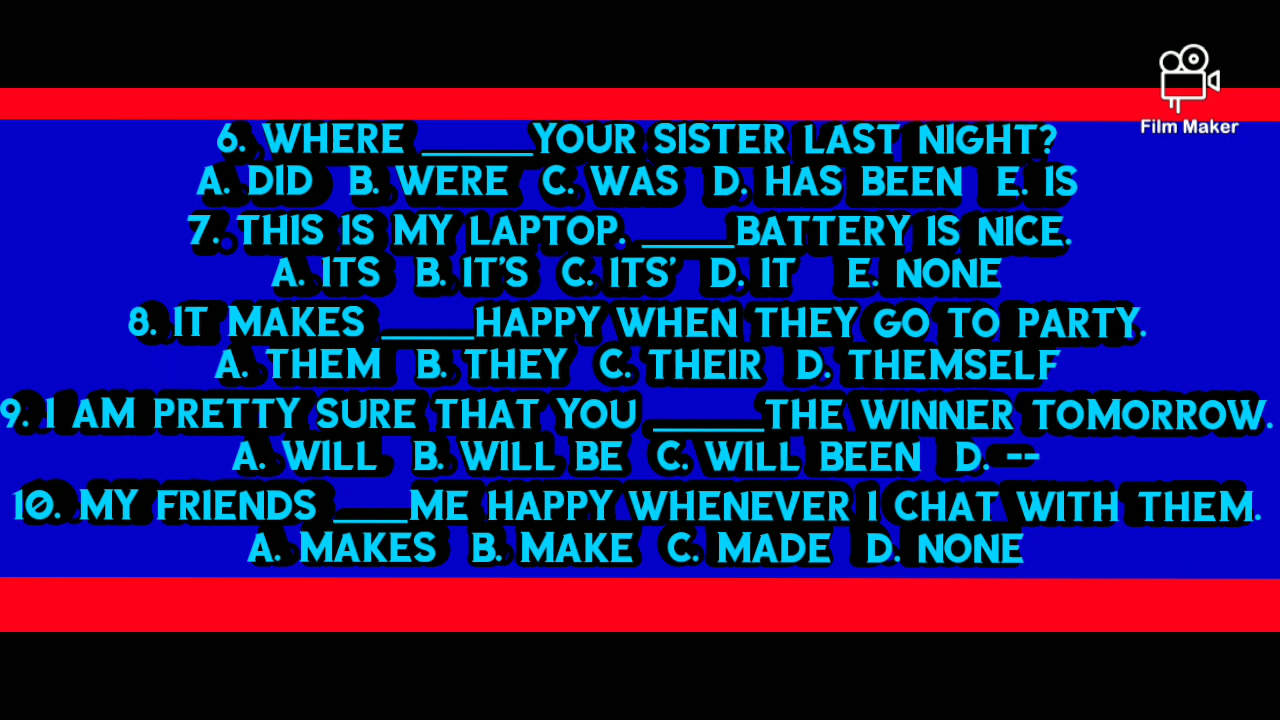 Film Maker
6. WHERE ______YOUR SISTER LAST NIGHT?
A. DID B. WERE C. WAS D. HAS BEEN E. IS
7. THIS IS MY LAPTOP. _____BATTERY IS NICE.
A. ITS B. IT'S C. ITS' D. IT E. NONE
8. IT MAKES _____HAPPY WHEN THEY GO TO PARTY.
A. THEM B. THEY C. THEIR D. THEMSELF
9. I AM PRETTY SURE THAT YOU ______THE WINNER TOMORROW.
A. WILL B. WILL BE C. WILL BEEN D. --
10. MY FRIENDS ____ME HAPPY WHENEVER I CHAT WITH THEM.
A. MAKES B. MAKE C. MADE D. NONE